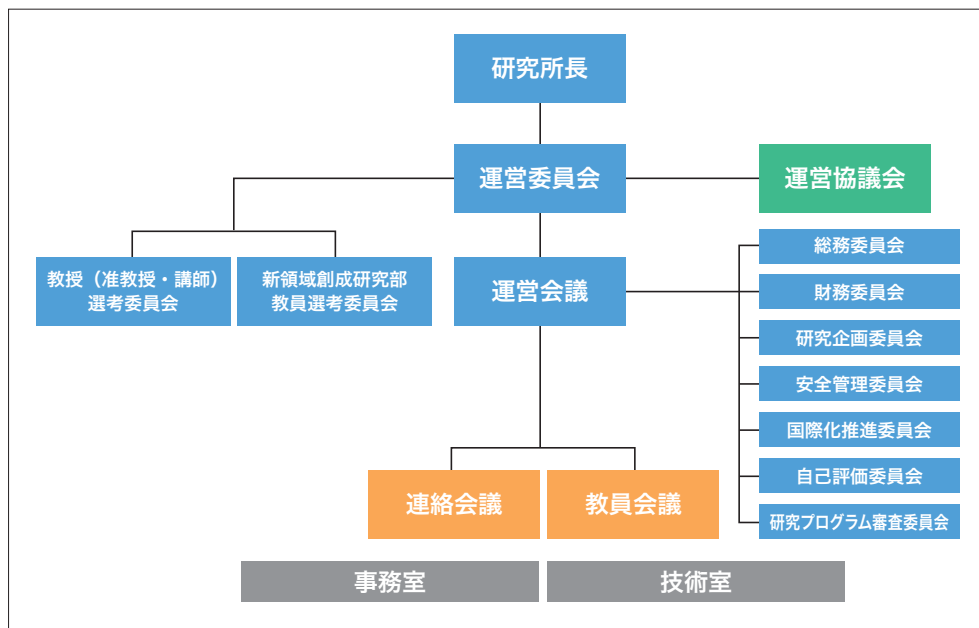 研究所長
運営委員会
運営協議会
教授（准教授・講師）
選考委員会
新領域創成研究部
教員選考委員会
運営会議
総務委員会
財務委員会
研究企画委員会
安全管理委員会
国際化推進委員会
自己評価委員会
研究プログラム審査委員会
連絡会議
教員会議
事務室
技術室